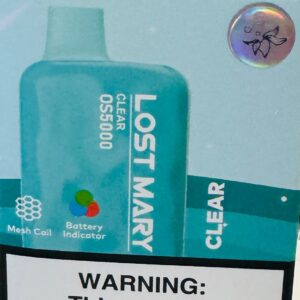 LOST MARY
OS5000
CLEAR
CLEAR
Mesh Coil
Battery
Indicator
WARNING: